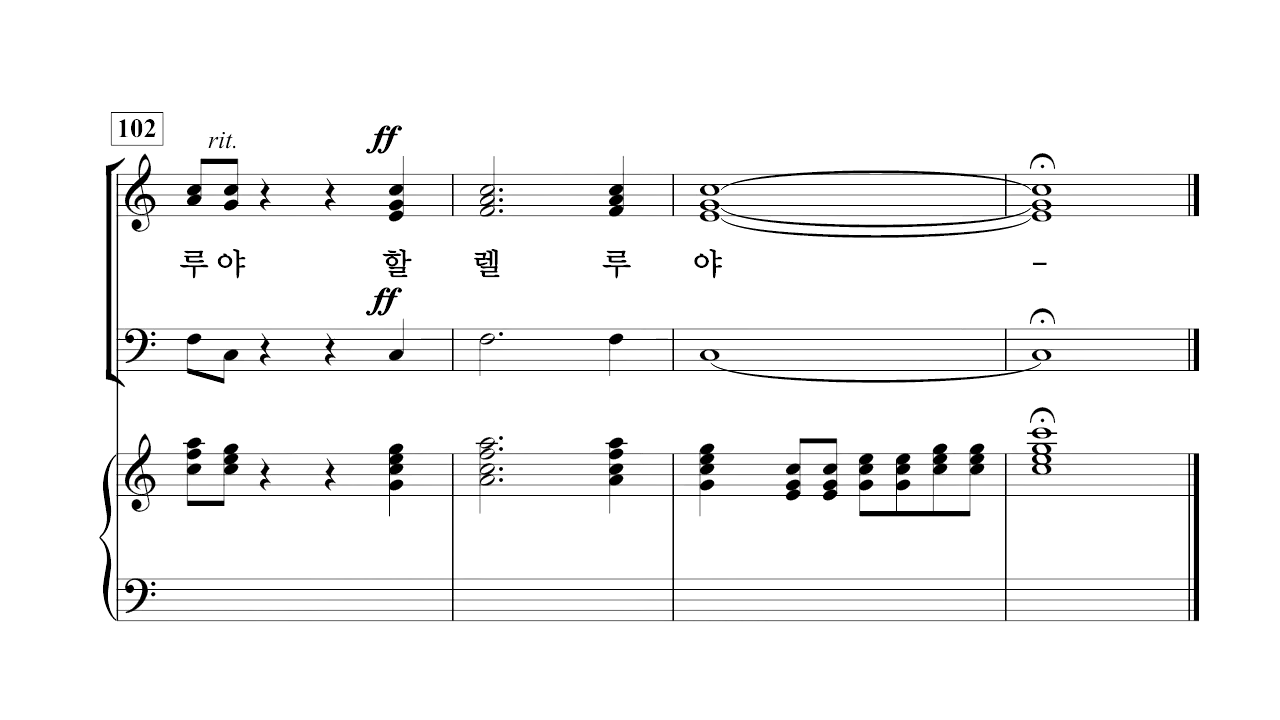 102
rit.
ff
루 야 할 렐 루 야 –
ff